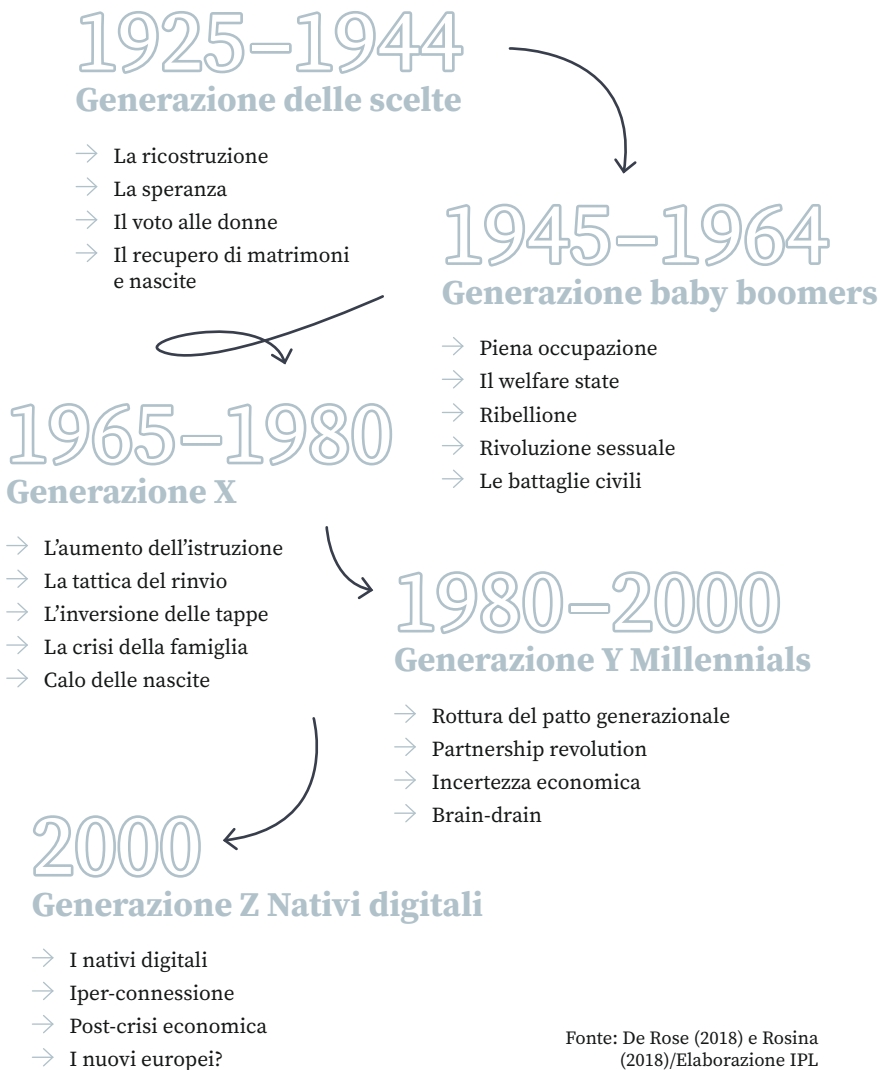 1925–1944
Generazione delle scelte
La ricostruzione
La speranza
Il voto alle donne
Il recupero di matrimoni
e nascite
1945–1964
Generazione baby boomers
Piena occupazione
Il welfare state
Ribellione
Rivoluzione sessuale
Le battaglie civili
1965–1980
Generazione X
L’aumento dell’istruzione
La tattica del rinvio
L’inversione delle tappe
La crisi della famiglia
Calo delle nascite
1980–2000
Generazione Y Millennials
Rottura del patto generazionale
Partnership revolution
Incertezza economica
Brain-drain
2000
Generazione Z Nativi digitali
I nativi digitali
Iper-connessione
Post-crisi economica
I nuovi europei?
Fonte: De Rose (2018) e Rosina
(2018)/Elaborazione IPL